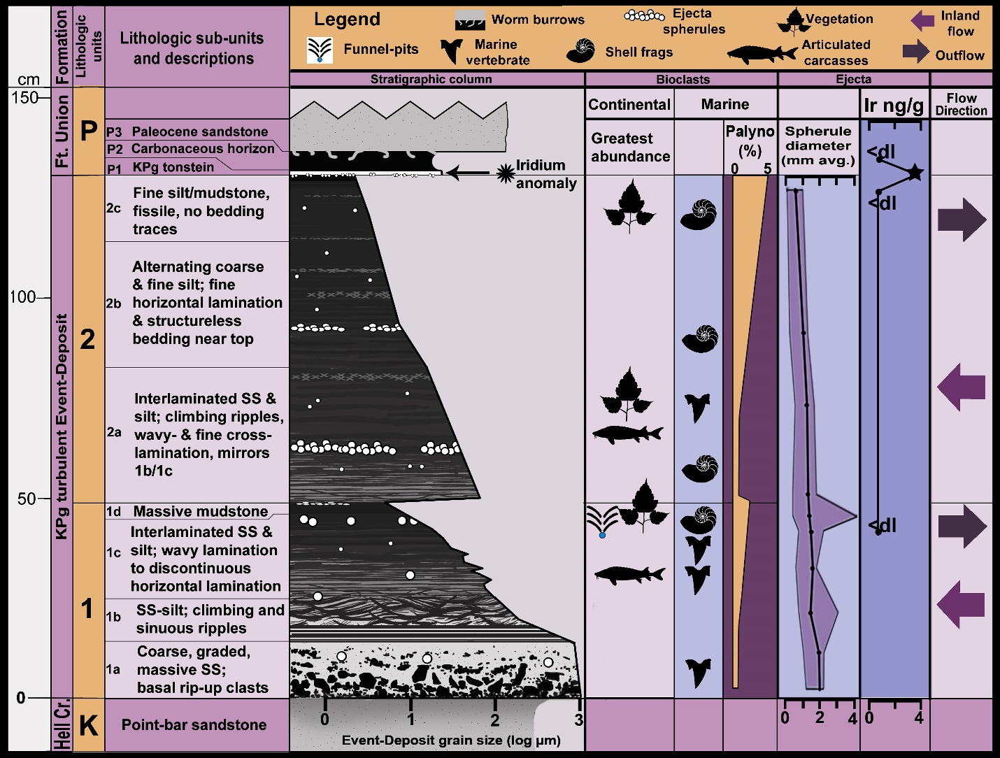 cm
Formation
Lithologic
units
Lithologic sub-units
and descriptions
Legend
Worm burrows
Ejecta
spherules
Vegetation
Inland
flow
Funnel-pits
Marine
vertebrate
Shell frags
Articulated
carcasses
Outflow
Stratigraphic column
Bioclasts
Ejecta
150
100
50
0
Ft. Union
KPg turbulent Event-Deposit
Hell Cr.
P
2
1
K
P3 Paleocene sandstone
P2 Carbonaceous horizon
P1 KPg tonstein
2c
Fine silt/mudstone,
fissile, no bedding
traces
2b
Alternating coarse
& fine silt; fine
horizontal lamination
& structureless
bedding near top
2a
Interlaminated SS &
silt; climbing ripples,
wavy- & fine cross-
lamination, mirrors
1b/1c
1d Massive mudstone
1c
Interlaminated SS &
silt; wavy lamination
to discontinuous
horizontal lamination
1b
SS-silt; climbing and
sinuous ripples
1a
Coarse, graded,
massive SS;
basal rip-up clasts
Point-bar sandstone
Iridium
anomaly
0 1 2 3
Event-Deposit grain size (log µm)
Continental
Marine
Greatest
abundance
Palyno
(%)
0 5
Spherule
diameter
(mm avg.)
Ir ng/g
Flow
Direction
<dl
<dl
<dl
0 2 4
0 4